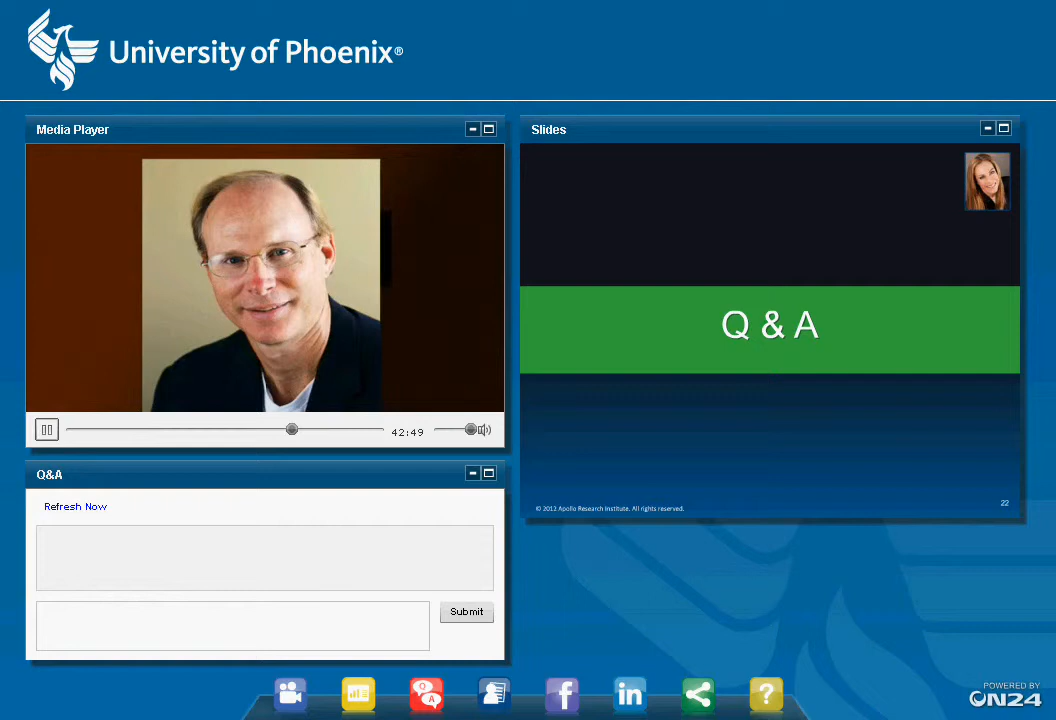 University of Phoenix®
Media Player
42:49
Q&A
Refresh Now
Submit
Slides
Q & A
© 2012 Apollo Research Institute. All rights reserved.
22
Q
A
f
in
?
POWERED BY
ON24